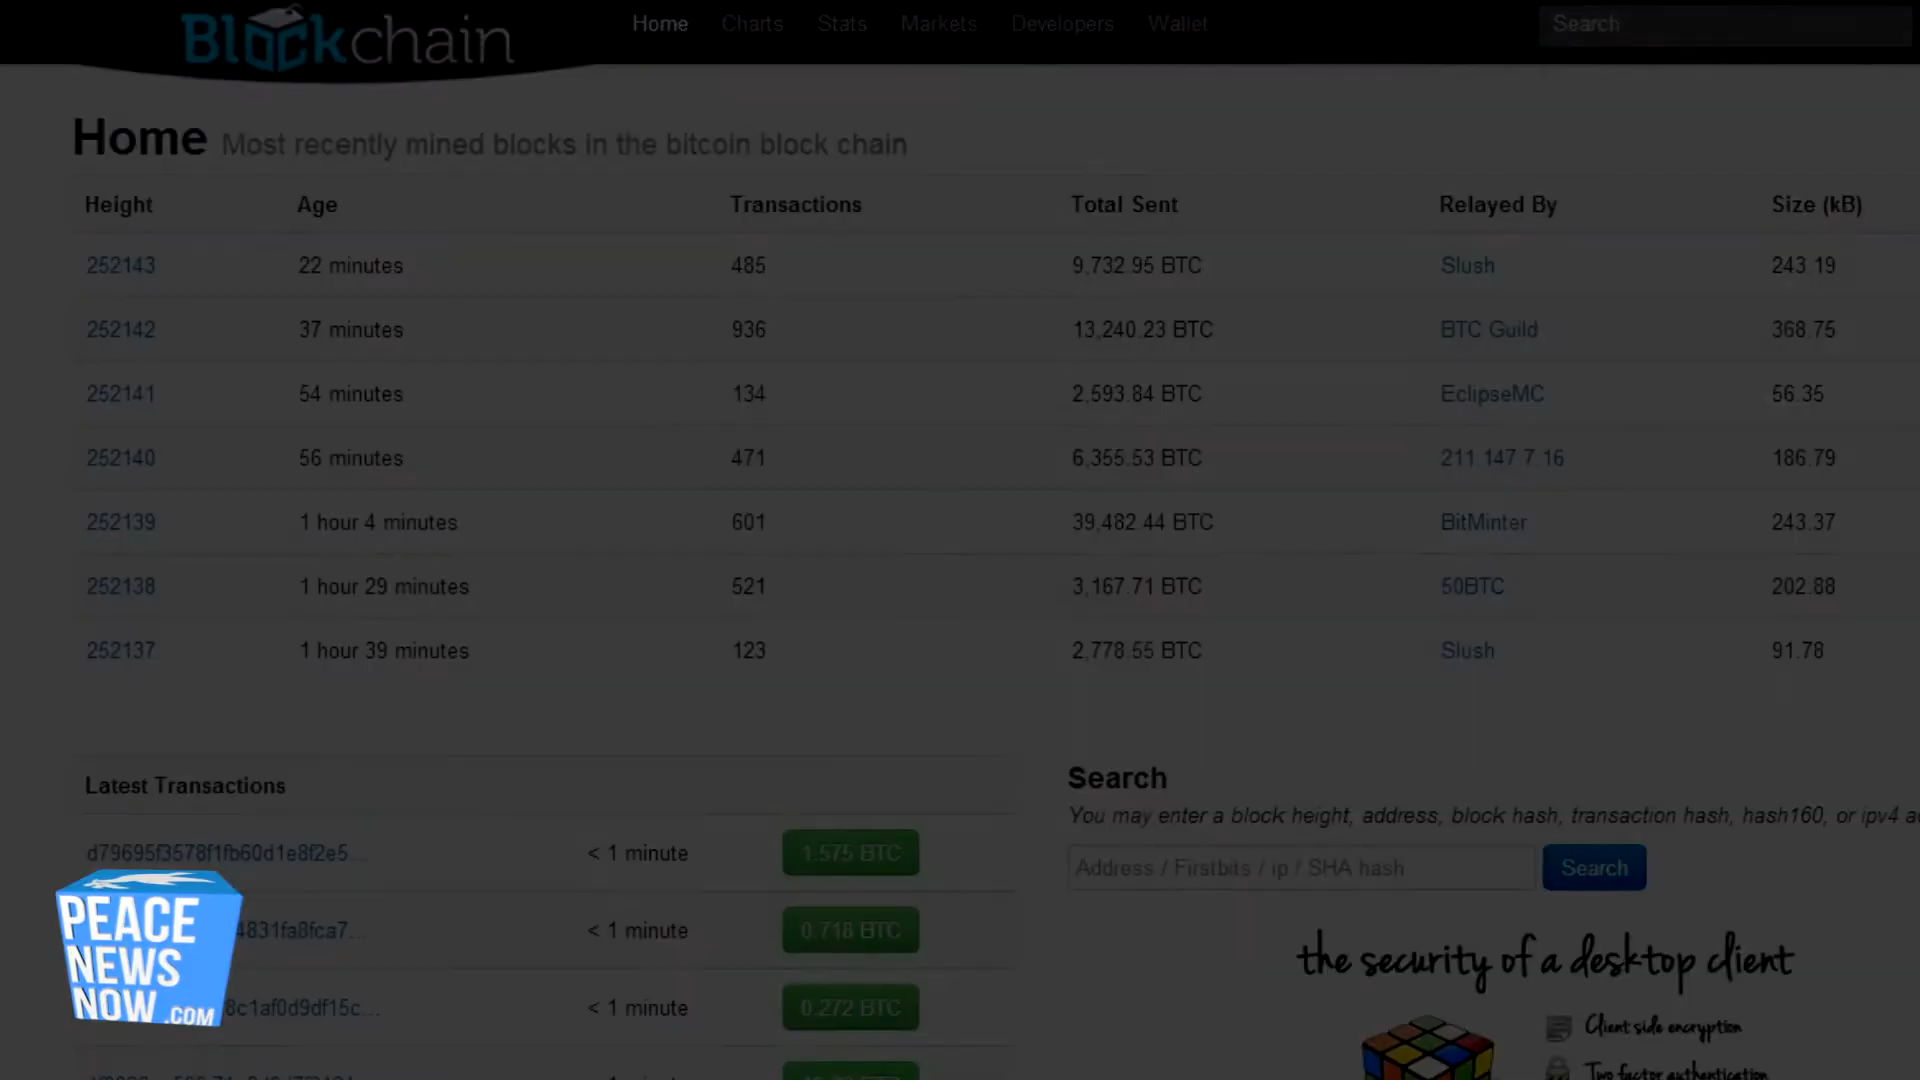 Blockchain
Home Charts Stats Markets Developers Wallet
Search
Home Most recently mined blocks in the bitcoin block chain
Height Age Transactions Total Sent Relayed By Size (kB)
252143 22 minutes 485 9,732.95 BTC Slush 243.19
252142 37 minutes 936 13,240.23 BTC BTC Guild 368.75
252141 54 minutes 134 2,593.84 BTC EclipseMC 56.35
252140 56 minutes 471 6,355.53 BTC 211.147.7.16 186.79
252139 1 hour 4 minutes 601 39,482.44 BTC BitMinter 243.37
252138 1 hour 29 minutes 521 3,167.71 BTC 50BTC 202.88
252137 1 hour 39 minutes 123 2,778.55 BTC Slush 91.78
Latest Transactions
d79695f3578f1fb60d1e8f2e5... < 1 minute 1.575 BTC
4831fa8fca7... < 1 minute 0.718 BTC
8c1af0d9df15c... < 1 minute 0.272 BTC
minute
Search
You may enter a block height, address, block hash, transaction hash, hash160, or ipv4
Address / Firstbits / ip / SHA hash Search
the security of a desktop client
Client side encryption
Two factor authentication
PEACE
NEWS
NOW.COM